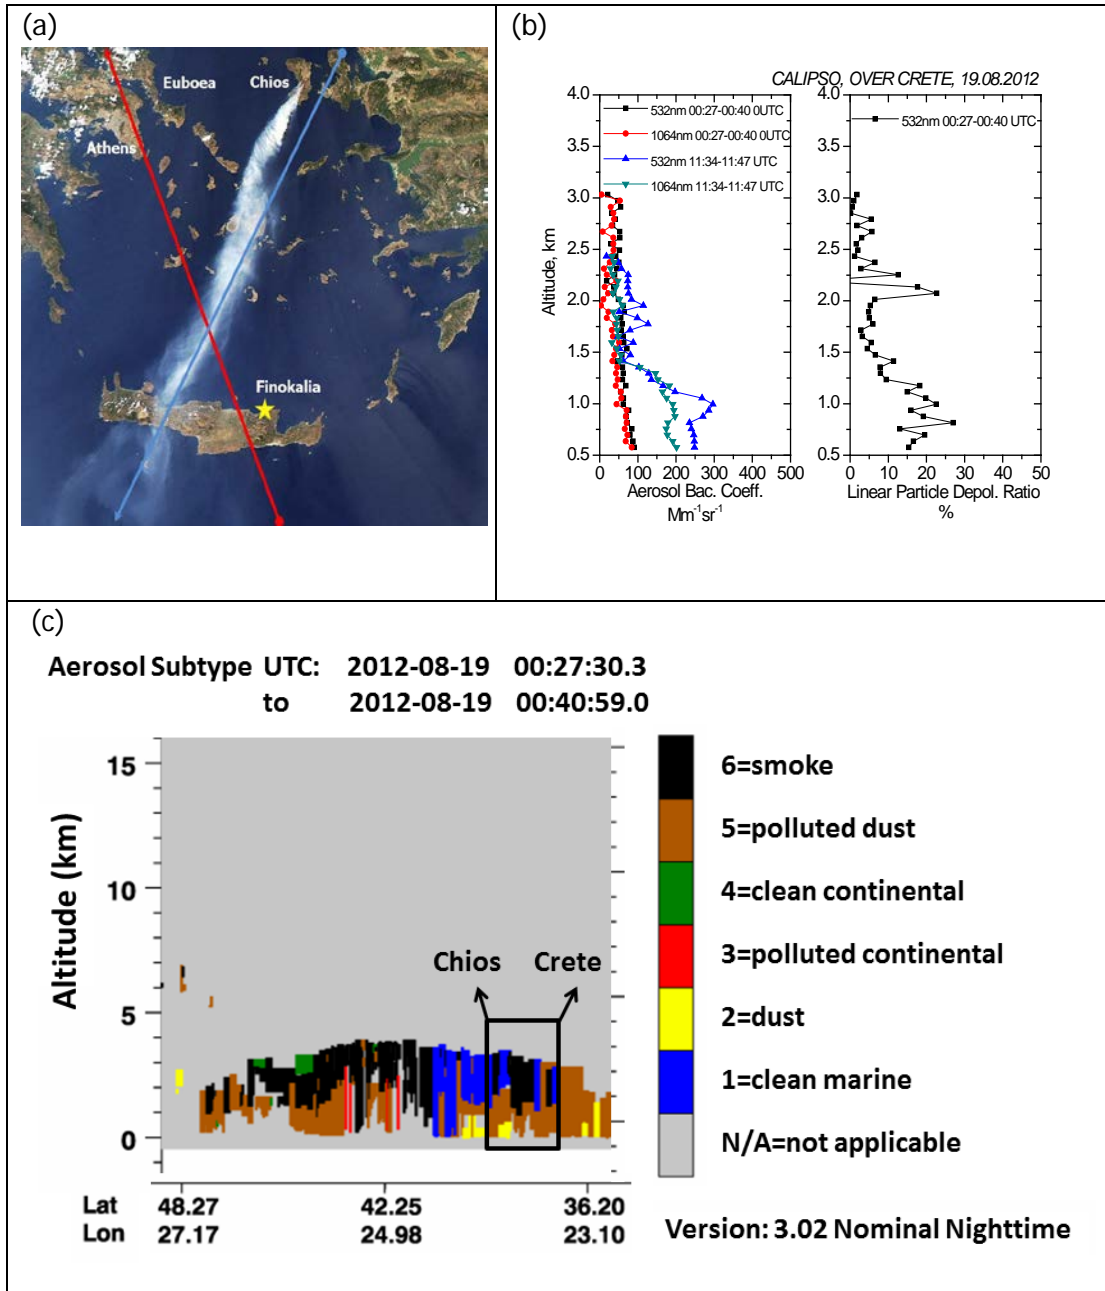 (a)
Euboea
Chios
Athens
Finokalia
(b)
CALIPSO, OVER CRETE, 19.08.2012
4.0
3.5
3.0
2.5
2.0
1.5
1.0
0.5
Altitude, km
532nm 00:27-00:40 0UTC
1064nm 00:27-00:40 0UTC
532nm 11:34-11:47 UTC
1064nm 11:34-11:47 UTC
0 100 200 300 400 500
Aerosol Bac. Coeff.
Mm-1sr-1
4.0
3.5
3.0
2.5
2.0
1.5
1.0
0.5
532nm 00:27-00:40 UTC
0 10 20 30 40 50
Linear Particle Depol. Ratio
%
(c)
Aerosol Subtype UTC: 2012-08-19 00:27:30.3
to 2012-08-19 00:40:59.0
Altitude (km)
15
10
5
0
Chios Crete
Lat 48.27 42.25 36.20
Lon 27.17 24.98 23.10
6=smoke
5=polluted dust
4=clean continental
3=polluted continental
2=dust
1=clean marine
N/A=not applicable
Version: 3.02 Nominal Nighttime